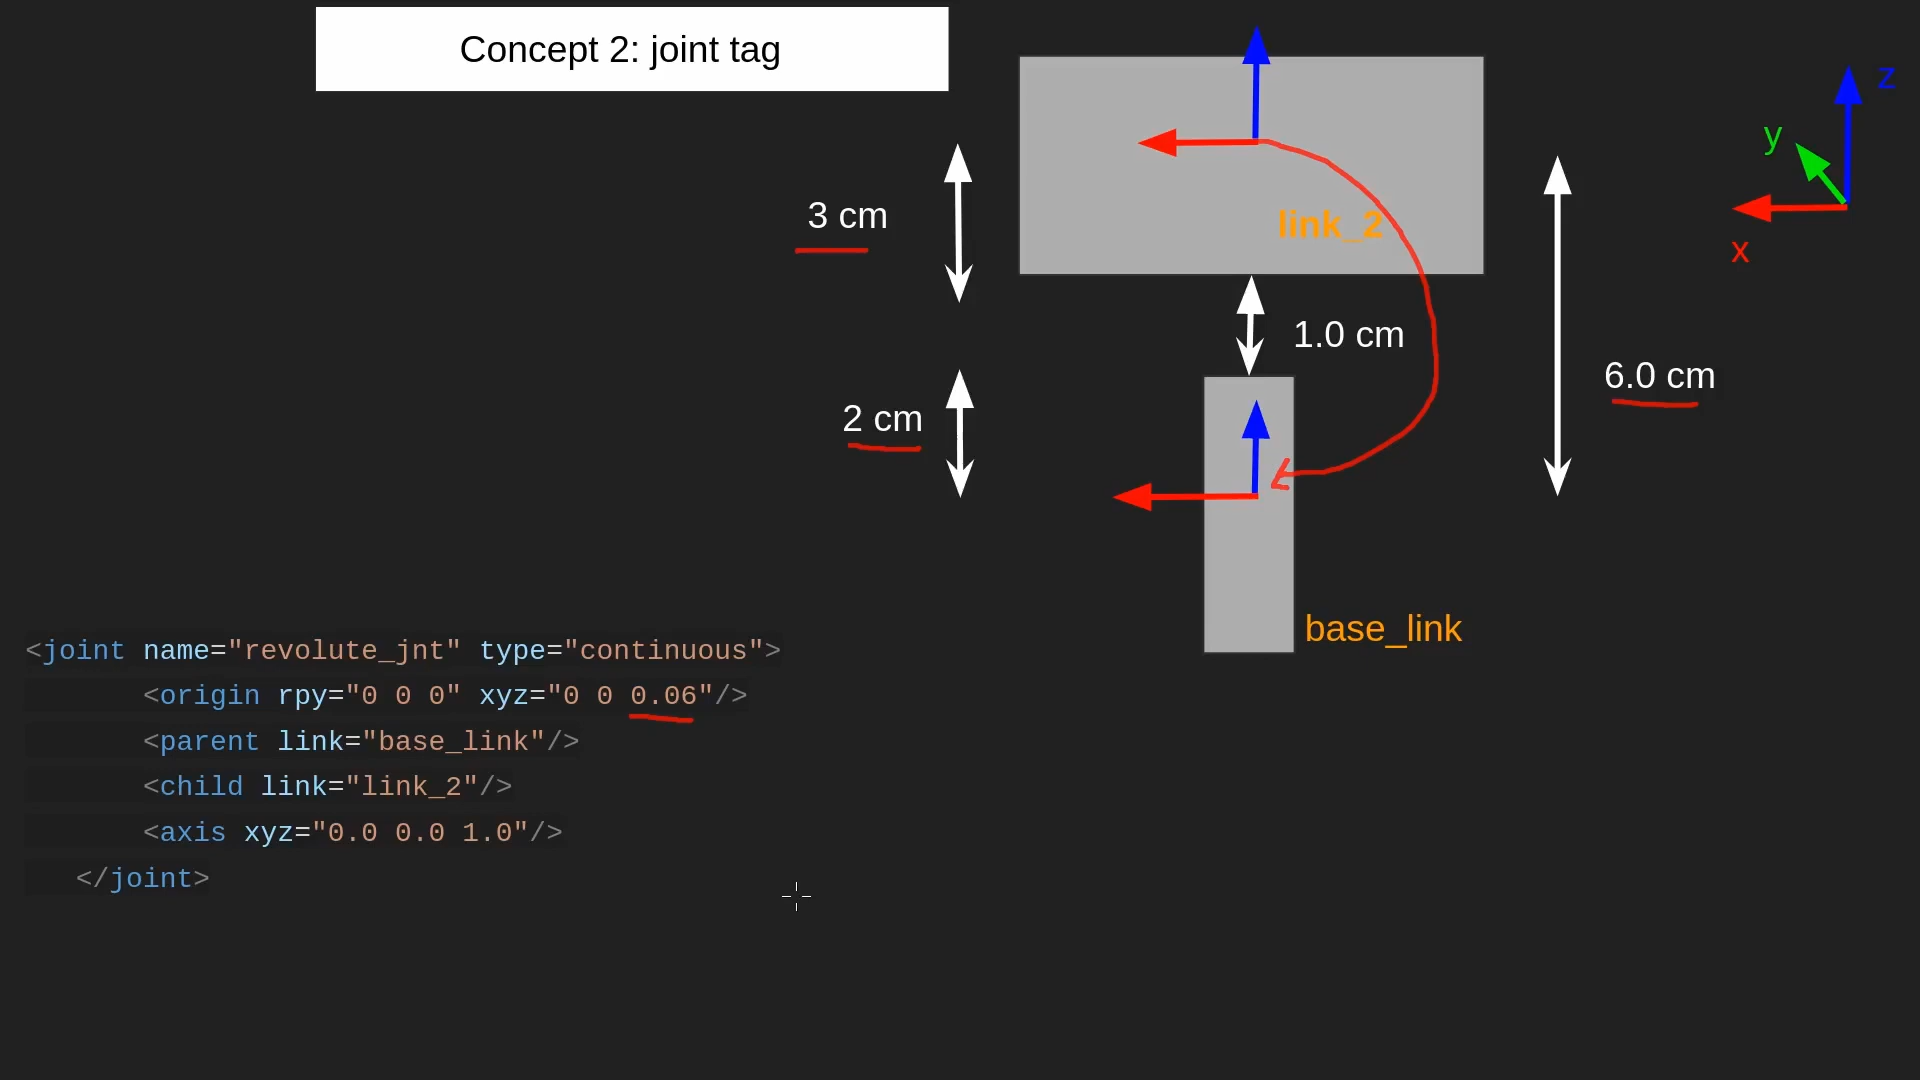 Concept 2: joint tag
z
y
x
3 cm
link_2
1.0 cm
6.0 cm
2 cm
base_link
<joint name="revolute_jnt" type="continuous">
<origin rpy="0 0 0" xyz="0 0 0.06"/>
<parent link="base_link"/>
<child link="link_2"/>
<axis xyz="0.0 0.0 1.0"/>
</joint>